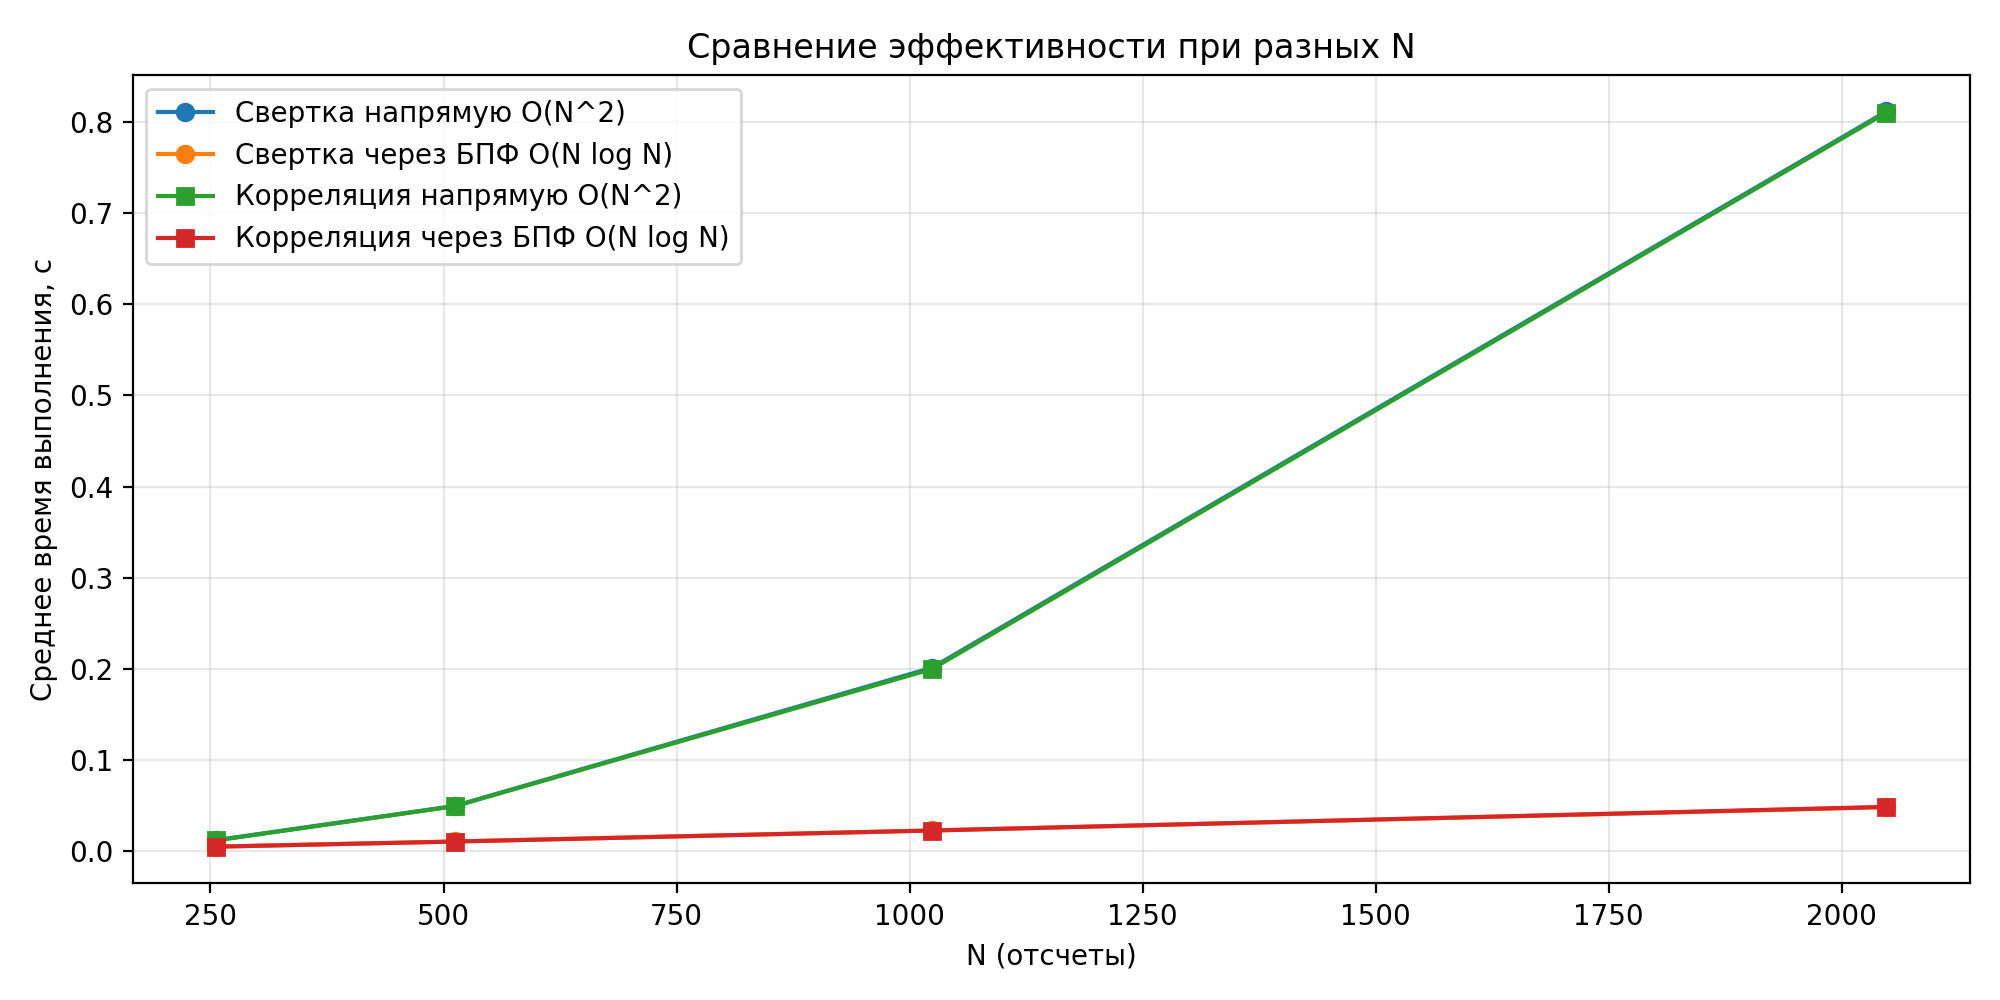 Сравнение эффективности при разных N
Свертка напрямую O(N^2)
Свертка через БПФ O(N log N)
Корреляция напрямую O(N^2)
Корреляция через БПФ O(N log N)
Среднее время выполнения, с
0.8
0.7
0.6
0.5
0.4
0.3
0.2
0.1
0.0
250 500 750 1000 1250 1500 1750 2000
N (отсчеты)